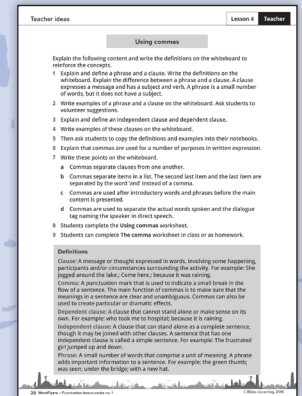 Teacher ideas
Lesson 4 Teacher
Using commas
Explain the following content and write the definitions on the whiteboard to
reinforce the concepts.
1 Explain and define a phrase and a clause. Write the definitions on the
whiteboard. Explain the difference between a phrase and a clause. A clause
expresses a message and has a subject and verb. A phrase is a small number
of words, but it does not have a subject.
2 Write examples of a phrase and a clause on the whiteboard. Ask students to
volunteer suggestions.
3 Explain and define an independent clause and dependent clause.
4 Write examples of these clauses on the whiteboard.
5 Then ask students to copy the definitions and examples into their notebooks.
6 Explain that commas are used for a number of purposes in written expression.
7 Write these points on the whiteboard.
a Commas separate clauses from one another.
b Commas separate items in a list. The second last item and the last item are
separated by the word 'and' instead of a comma.
c Commas are used after introductory words and phrases before the main
content is presented.
d Commas are used to separate the actual words spoken and the dialogue
tag naming the speaker in direct speech.
8 Students complete the Using commas worksheet.
9 Students can complete The comma worksheet in class or as homework.
Definitions
Clause: A message or thought expressed in words, involving some happening,
participants and/or circumstances surrounding the activity. For example: She
jogged around the lake.; Come here.; because it was raining.
Comma: A punctuation mark that is used to indicate a small break in the
flow of a sentence. The main function of commas is to make sure that the
meanings in a sentence are clear and unambiguous. Commas can also be
used to create particular or dramatic effects.
Dependent clause: A clause that cannot stand alone or make sense on its
own. For example: who took me to hospital; because it is raining.
Independent clause: A clause that can stand alone as a complete sentence,
though it may be joined with other clauses. A sentence that has one
independent clause is called a simple sentence. For example: The frustrated
girl jumped up and down.
Phrase: A small number of words that comprise a unit of meaning. A phrase
adds important information to a sentence. For example: the green thumb;
was seen; under the bridge; with a new hat.
28 WordFlyers – Punctuation lesson series no. 1
© Blake eLearning 2016